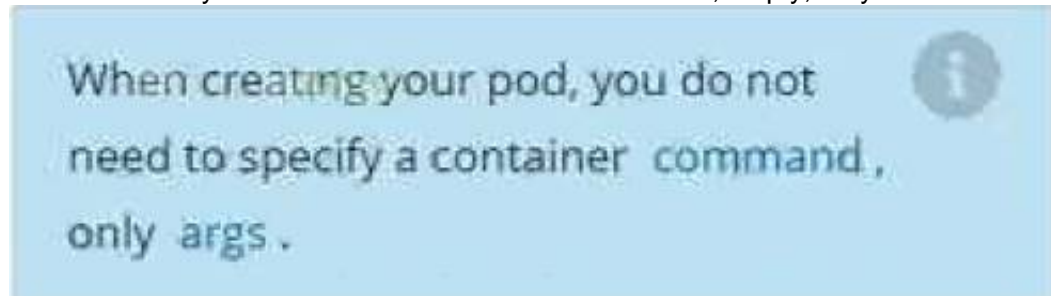 When creating your pod, you do not
need to specify a container command,
only args.